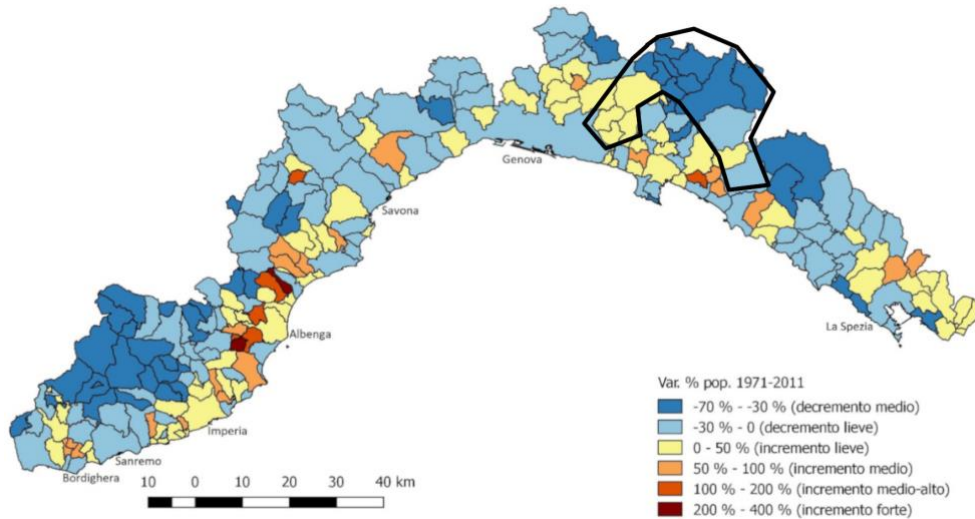 Genova
Savona
Albenga
La Spezia
Imperia
Sanremo
Bordighera
10 0 10 20 30 40 km
Var. % pop. 1971-2011
-70 % - -30 % (decremento medio)
-30 % - 0 (decremento lieve)
0 - 50 % (incremento lieve)
50 % - 100 % (incremento medio)
100 % - 200 % (incremento medio-alto)
200 % - 400 % (incremento forte)